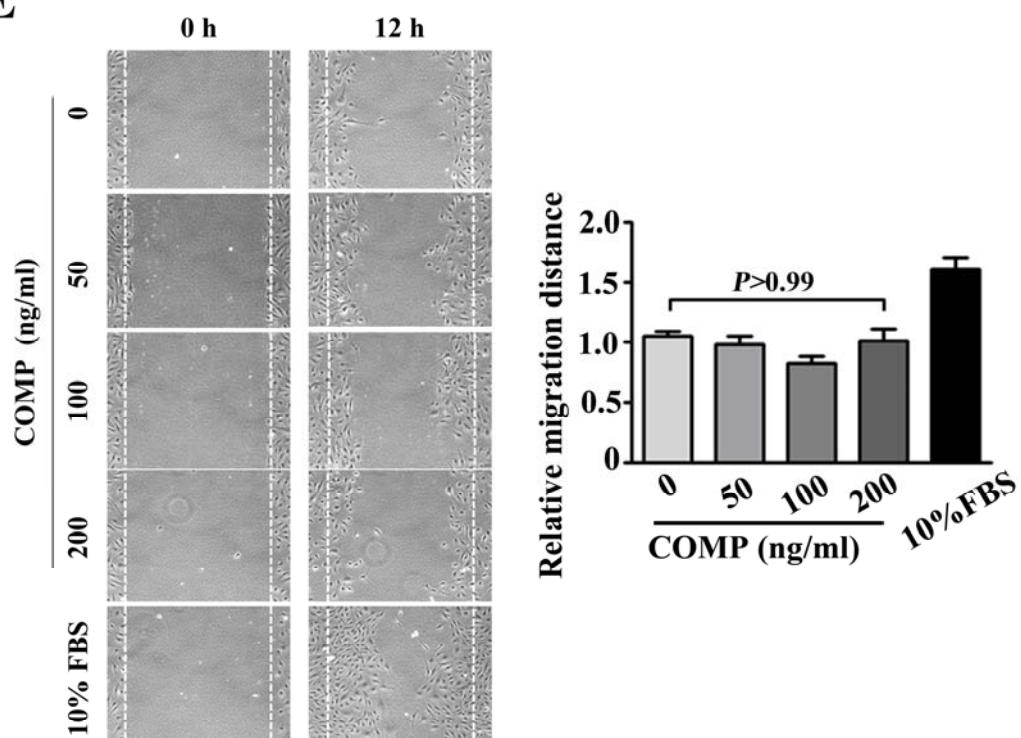 E
0 h
12 h
COMP (ng/ml)
0
50
100
200
10% FBS
Relative migration distance
2.0
1.5
1.0
0.5
0
P>0.99
0
50
100
200
10%FBS
COMP (ng/ml)